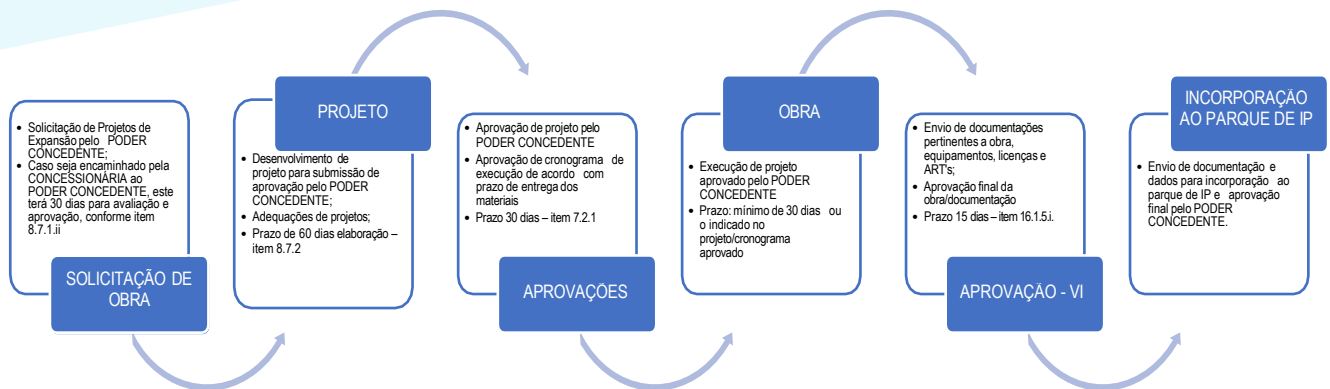 • Solicitação de Projetos de
Expansão pelo PODER
CONCEDENTE;
• Caso seja encaminhado pela
CONCESSIONÁRIA ao
PODER CONCEDENTE, este
terá 30 dias para avaliação e
aprovação, conforme item
8.7.1.ii
SOLICITAÇÃO DE
OBRA
PROJETO
• Desenvolvimento de
projeto para submissão de
aprovação pelo PODER
CONCEDENTE;
• Adequações de projetos;
• Prazo de 60 dias elaboração –
item 8.7.2
• Aprovação de projeto pelo
PODER CONCEDENTE
• Aprovação de cronograma de
execução de acordo com
prazo de entrega dos
materiais
• Prazo 30 dias – item 7.2.1
APROVAÇÕES
OBRA
• Execução de projeto
aprovado pelo PODER
CONCEDENTE
• Prazo: mínimo de 30 dias ou
o indicado no
projeto/cronograma
aprovado
• Envio de documentações
pertinentes a obra,
equipamentos, licenças e
ART's;
• Aprovação final da
obra/documentação
• Prazo 15 dias – item 16.1.5.i.
APROVAÇÃO - VI
INCORPORAÇÃO
AO PARQUE DE IP
• Envio de documentação e
dados para incorporação ao
parque de IP e aprovação
final pelo PODER
CONCEDENTE.